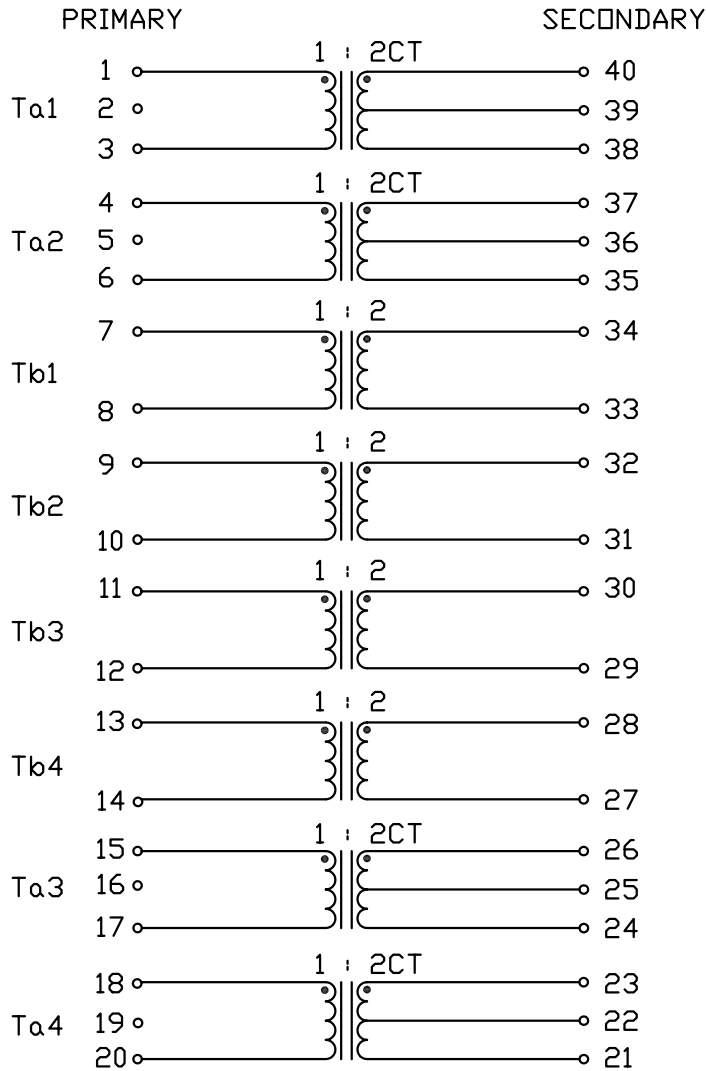 PRIMARY SECONDARY
1 : 2CT
1 40
Ta1 2 39
3 38
1 : 2CT
4 37
Ta2 5 36
6 35
1 : 2
7 34
Tb1
8 33
1 : 2
9 32
Tb2
10 31
1 : 2
11 30
Tb3
12 29
1 : 2
13 28
Tb4
14 27
1 : 2CT
15 26
Ta3 16 25
17 24
1 : 2CT
18 23
Ta4 19 22
20 21